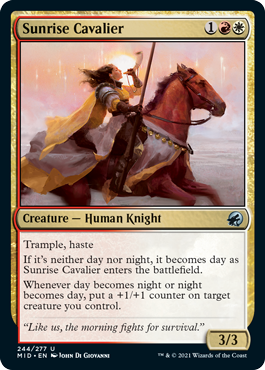 Sunrise Cavalier 1
Creature — Human Knight
Trample, haste
If it's neither day nor night, it becomes day as
Sunrise Cavalier enters the battlefield.
Whenever day becomes night or night
becomes day, put a +1/+1 counter on target
creature you control.
"Like us, the morning fights for survival."
3/3
244/277 U
MID • EN John Di Giovanni
™ & © 2021 Wizards of the Coast